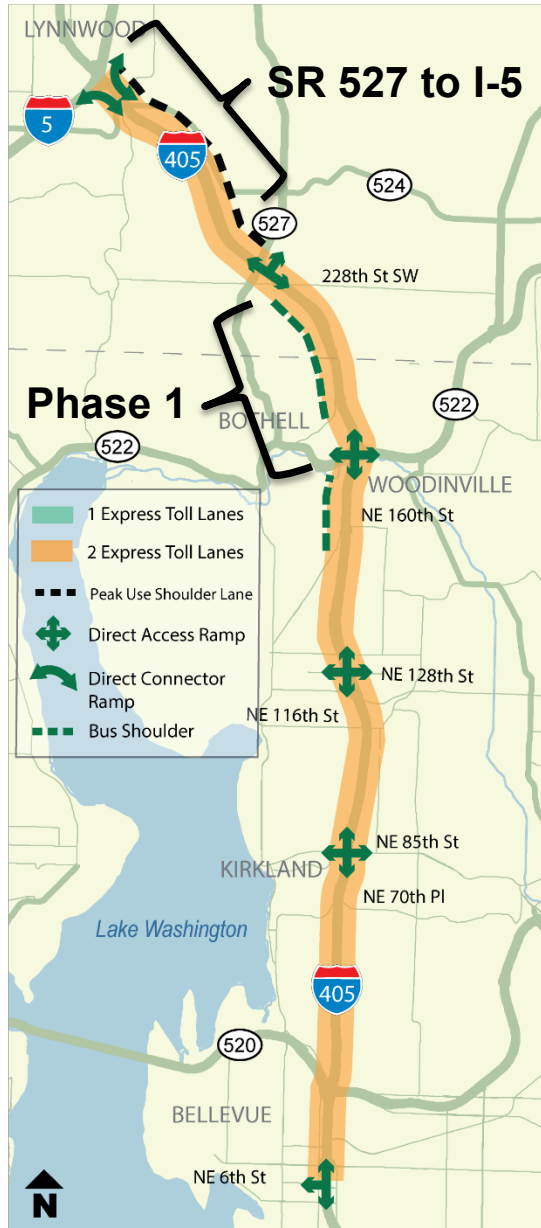 LYNNWOOD
SR 527 to I-5
5
405
524
527
228th St SW
Phase 1
BOTHELL
522
522
WOODINVILLE
NE 160th St
1 Express Toll Lanes
2 Express Toll Lanes
Peak Use Shoulder Lane
Direct Access Ramp
Direct Connector
Ramp
Bus Shoulder
NE 128th St
NE 116th St
NE 85th St
KIRKLAND
NE 70th Pl
Lake Washington
405
520
BELLEVUE
NE 6th St
N